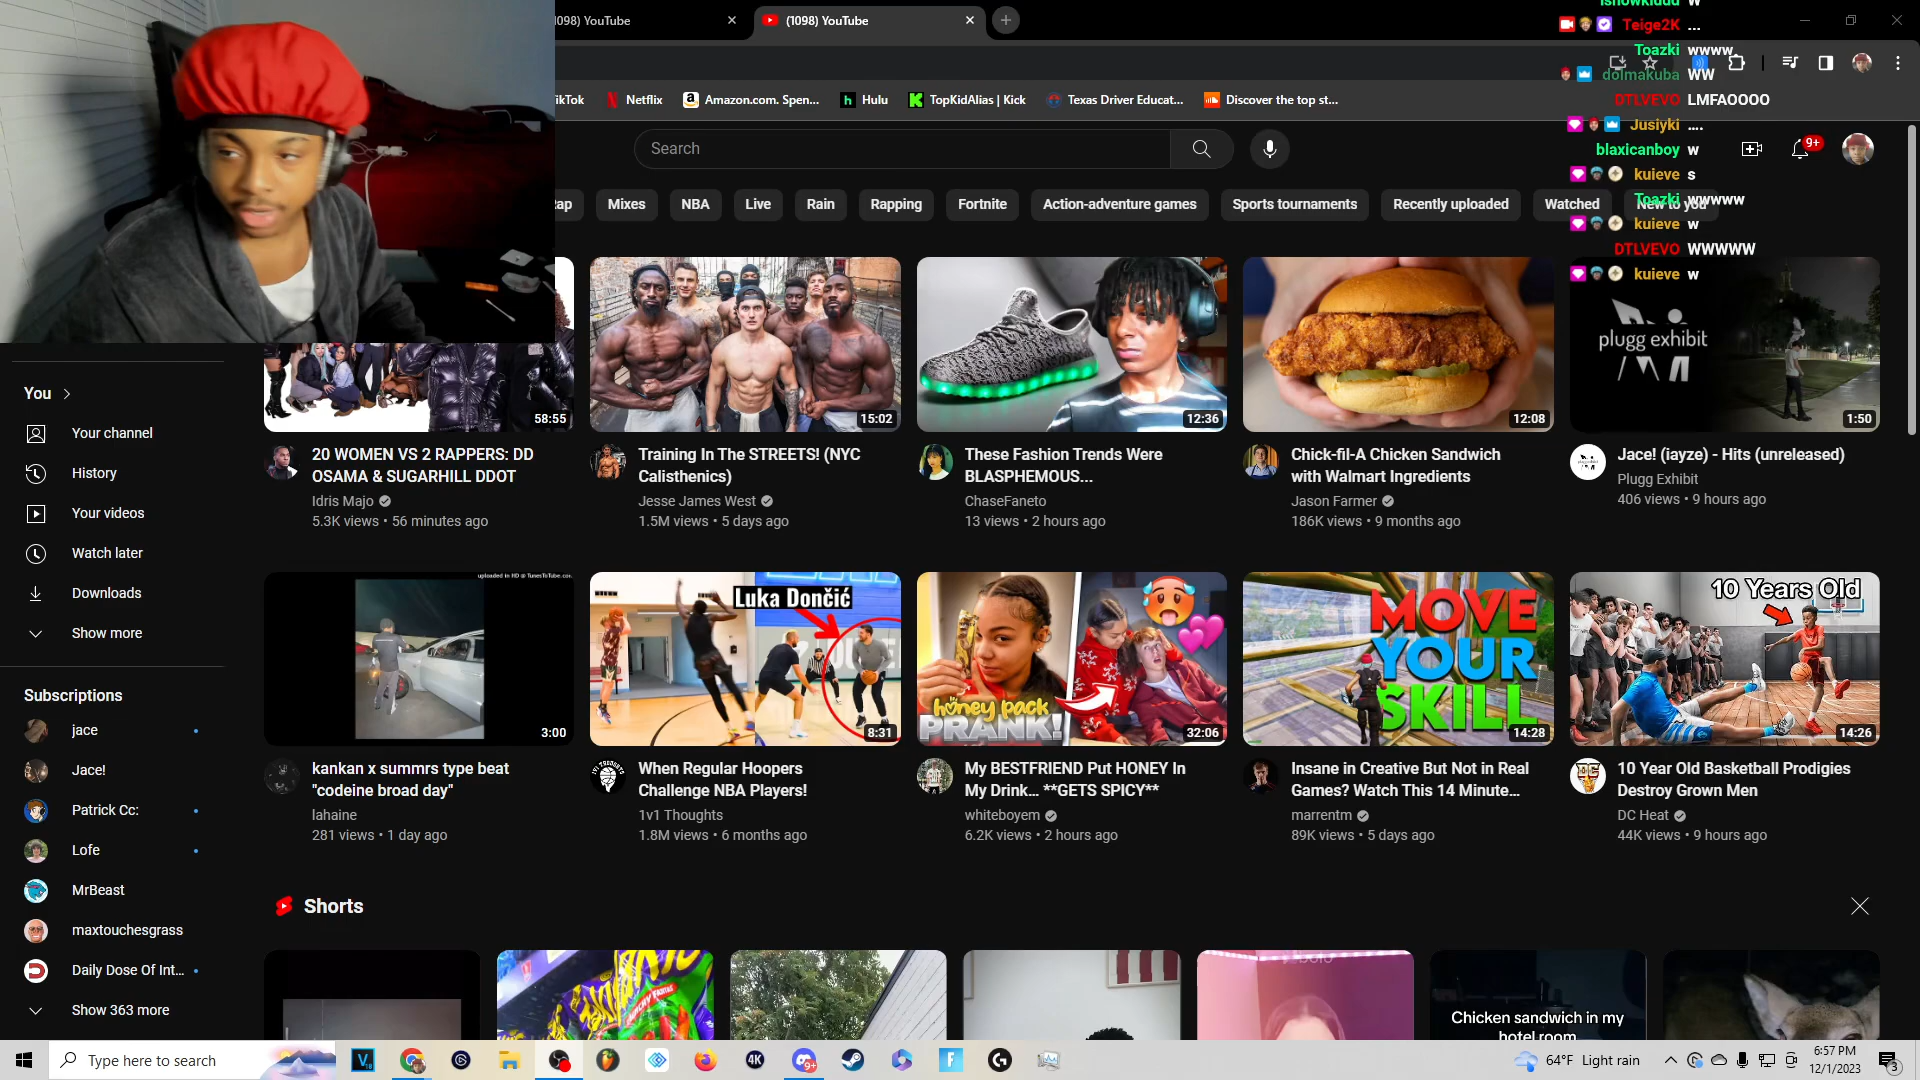 1098) YouTube
(1098) YouTube
ikTok
Netflix
Amazon.com. Spen...
Hulu
TopKidAlias | Kick
Texas Driver Educat...
Discover the top st...
Search
9+
ap
Mixes
NBA
Live
Rain
Rapping
Fortnite
Action-adventure games
Sports tournaments
Recently uploaded
Watched
New to you
W
Teige2K ...
Toazki wwww
dolmakuba WW
DTLVEVO LMFAOOOO
Jusiyki ....
blaxicanboy w
kuieve s
Toazki wwwww
kuieve w
DTLVEVO WWWWW
kuieve w
You
Your channel
History
Your videos
Watch later
Downloads
Show more
Subscriptions
jace
Jace!
Patrick Cc:
Lofe
MrBeast
maxtouchesgrass
Daily Dose Of Int...
Show 363 more
58:55
20 WOMEN VS 2 RAPPERS: DD
OSAMA & SUGARHILL DDOT
Idris Majo
5.3K views • 56 minutes ago
15:02
Training In The STREETS! (NYC
Calisthenics)
Jesse James West
1.5M views • 5 days ago
12:36
These Fashion Trends Were
BLASPHEMOUS...
ChaseFaneto
13 views • 2 hours ago
12:08
Chick-fil-A Chicken Sandwich
with Walmart Ingredients
Jason Farmer
186K views • 9 months ago
plugg exhibit
1:50
Jace! (iayze) - Hits (unreleased)
Plugg Exhibit
406 views • 9 hours ago
uploaded in HD @ TunesToTube.com
3:00
kankan x summrs type beat
"codeine broad day"
lahaine
281 views • 1 day ago
Luka Dončić
8:31
When Regular Hoopers
Challenge NBA Players!
1v1 Thoughts
1.8M views • 6 months ago
honey pack
PRANK!
32:06
My BESTFRIEND Put HONEY In
My Drink... **GETS SPICY**
whiteboyem
6.2K views • 2 hours ago
MOVE
YOUR
SKILL
14:28
Insane in Creative But Not in Real
Games? Watch This 14 Minute...
marrentm
89K views • 5 days ago
10 Years Old
14:26
10 Year Old Basketball Prodigies
Destroy Grown Men
DC Heat
44K views • 9 hours ago
Shorts
Chicken sandwich in my
hotel room
Type here to search
4K
9+
64°F Light rain
6:57 PM
12/1/2023
3